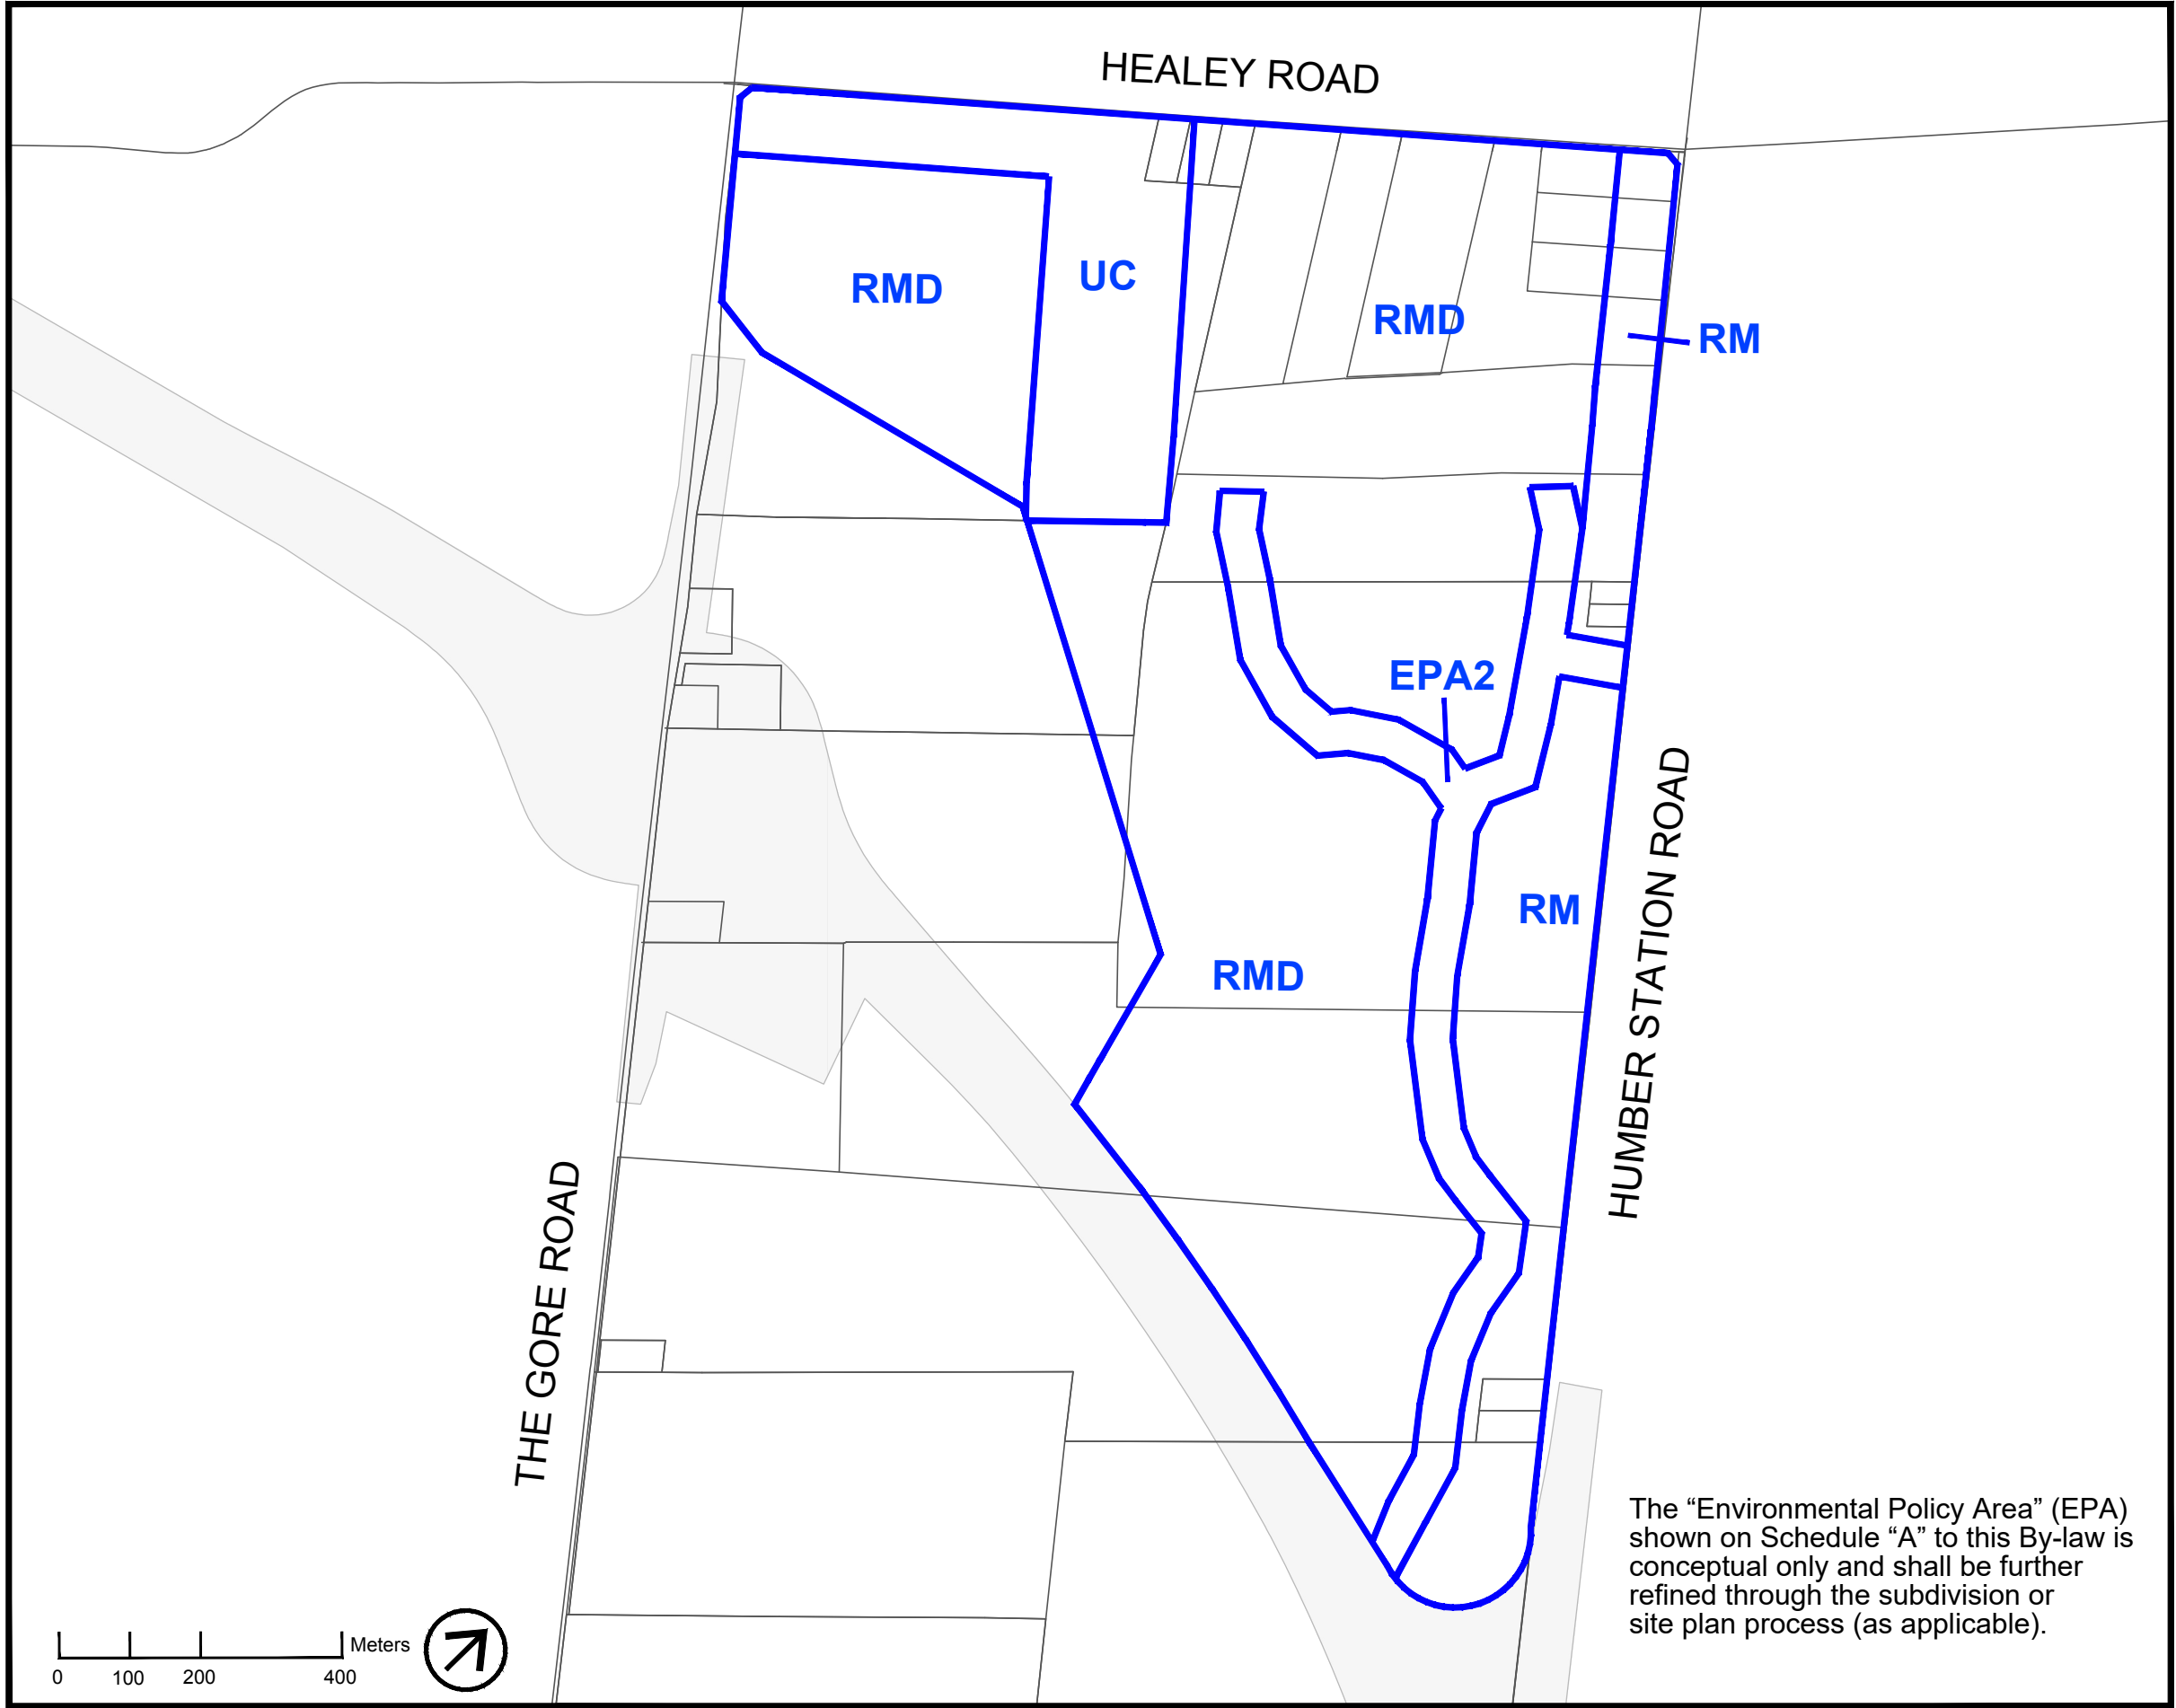 HEALEY ROAD
RMD
UC
RMD
RM
EPA2
RM
RMD
HUMBER STATION ROAD
THE GORE ROAD
The “Environmental Policy Area” (EPA)
shown on Schedule “A” to this By-law is
conceptual only and shall be further
refined through the subdivision or
site plan process (as applicable).
Meters
0 100 200 400